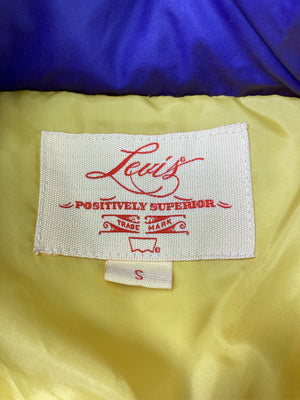 Levi's®
POSITIVELY SUPERIOR
TRADE MARK
®
S